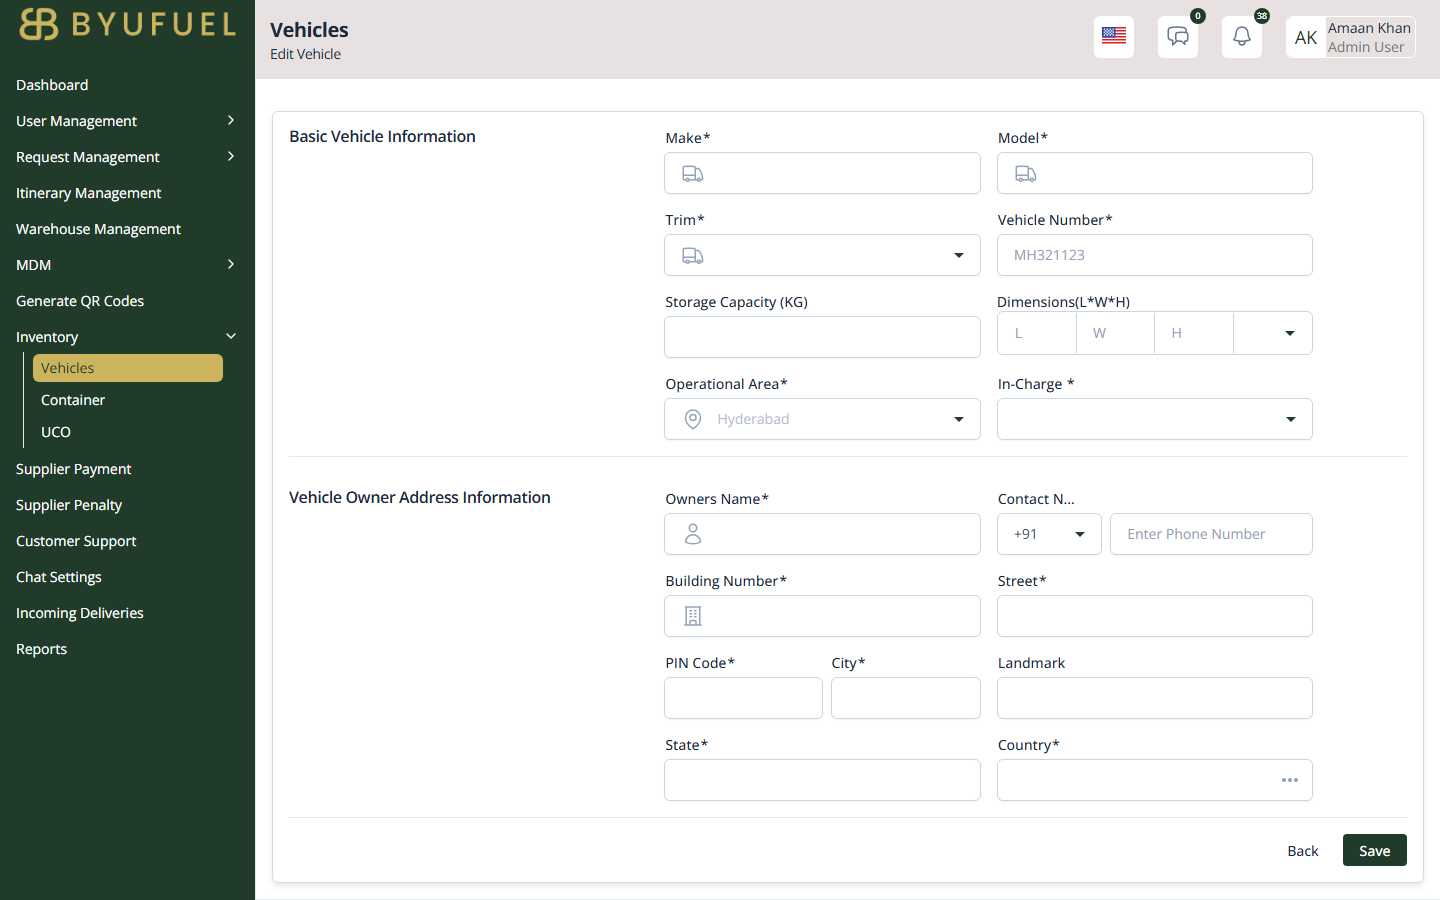 BYUFUEL
Dashboard
User Management
Request Management
Itinerary Management
Warehouse Management
MDM
Generate QR Codes
Inventory
Vehicles
Container
UCO
Supplier Payment
Supplier Penalty
Customer Support
Chat Settings
Incoming Deliveries
Reports
Vehicles
Edit Vehicle
0
38
AK
Amaan Khan
Admin User
Basic Vehicle Information
Make*
Model*
Trim*
Vehicle Number*
MH321123
Storage Capacity (KG)
Dimensions(L*W*H)
L
W
H
Operational Area*
In-Charge *
Hyderabad
Vehicle Owner Address Information
Owners Name*
Contact N...
+91
Enter Phone Number
Building Number*
Street*
PIN Code*
City*
Landmark
State*
Country*
Back
Save